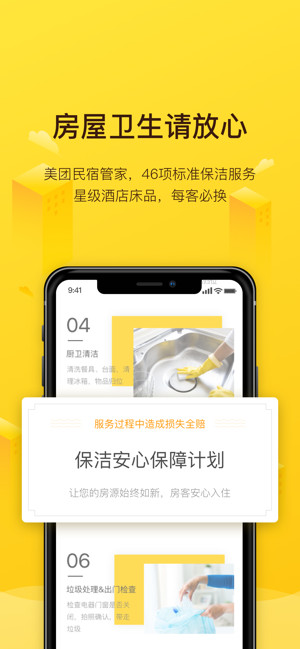 房屋卫生请放心
美团民宿管家，46项标准保洁服务
星级酒店床品，每客必换
9:41
04
厨卫清洁
清洗餐具、台面、清
理冰箱、物品归位
服务过程中造成损失全赔
保洁安心保障计划
让您的房源始终如新，房客安心入住
06
垃圾处理&出门检查
检查电器门窗是否关
闭，拍照确认，带走
垃圾